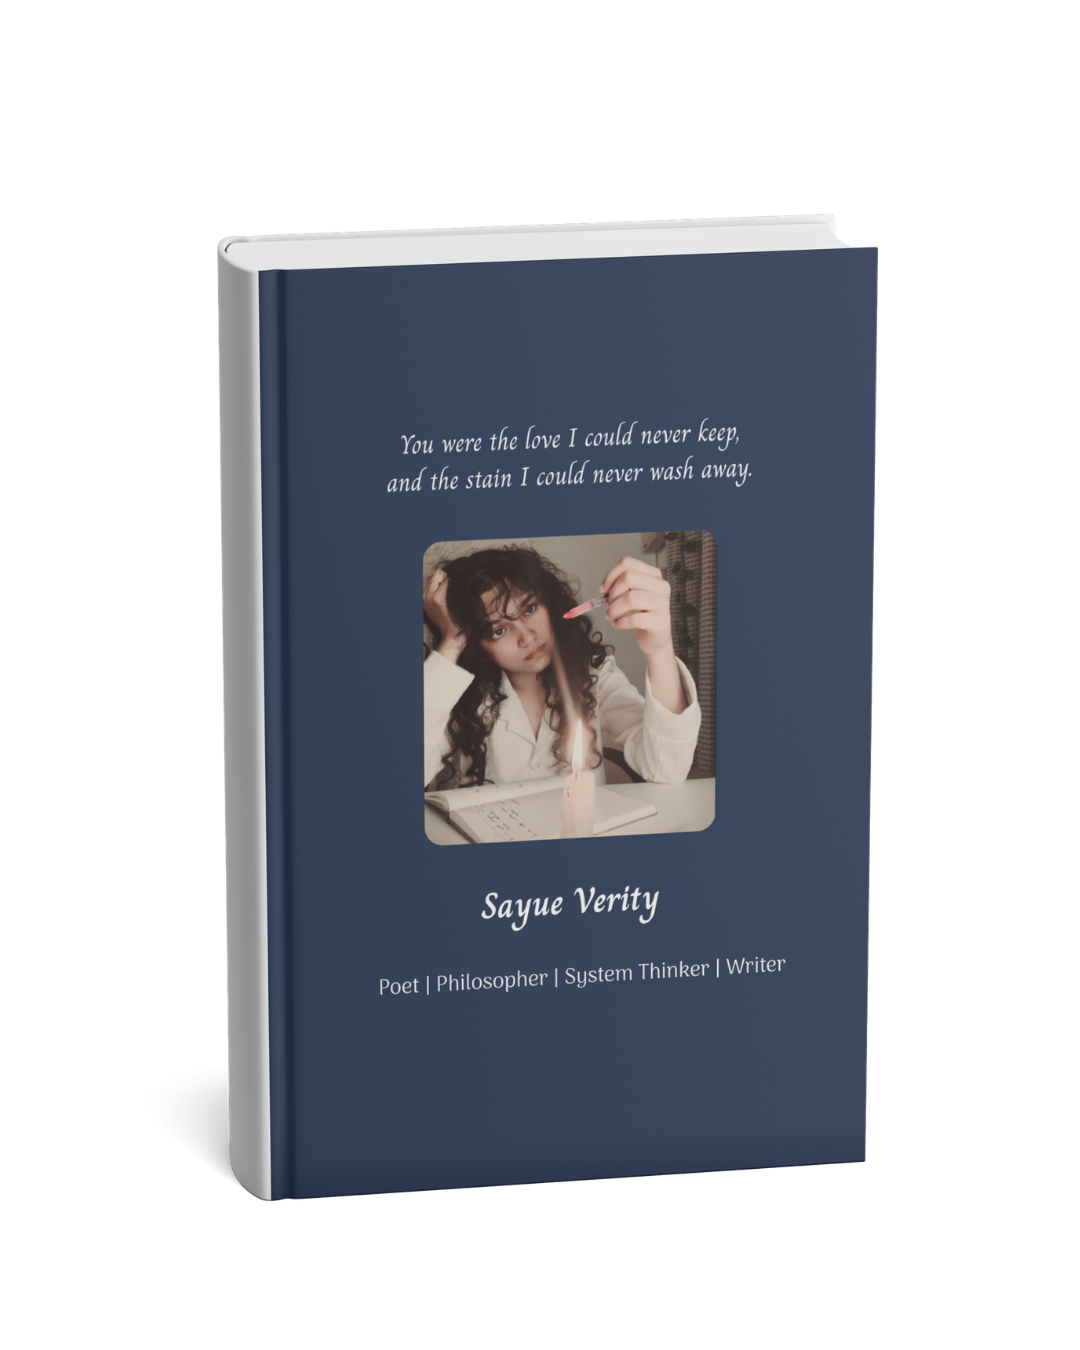 You were the love I could never keep,
and the stain I could never wash away.
Sayue Verity
Poet | Philosopher | System Thinker | Writer